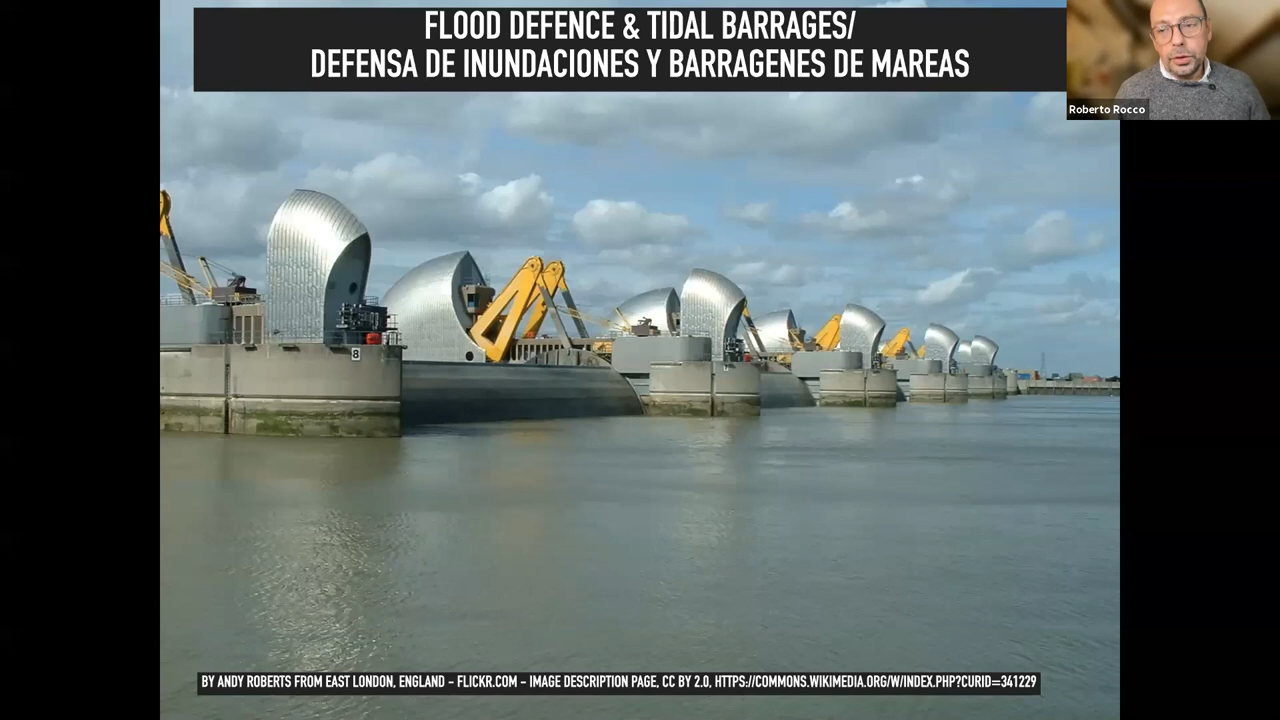 FLOOD DEFENCE & TIDAL BARRAGES/
DEFENSA DE INUNDACIONES Y BARRAGENES DE MAREAS
Roberto Rocco
8
BY ANDY ROBERTS FROM EAST LONDON, ENGLAND - FLICKR.COM - IMAGE DESCRIPTION PAGE, CC BY 2.0, HTTPS://COMMONS.WIKIMEDIA.ORG/W/INDEX.PHP?CURID=341229